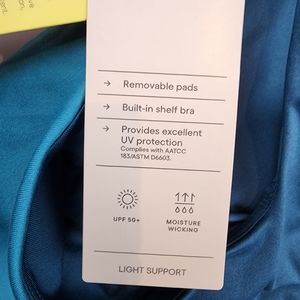 → Removable pads
→ Built-in shelf bra
→ Provides excellent
UV protection
Complies with AATCC
183/ASTM D6603.
UPF 50+
MOISTURE
WICKING
LIGHT SUPPORT